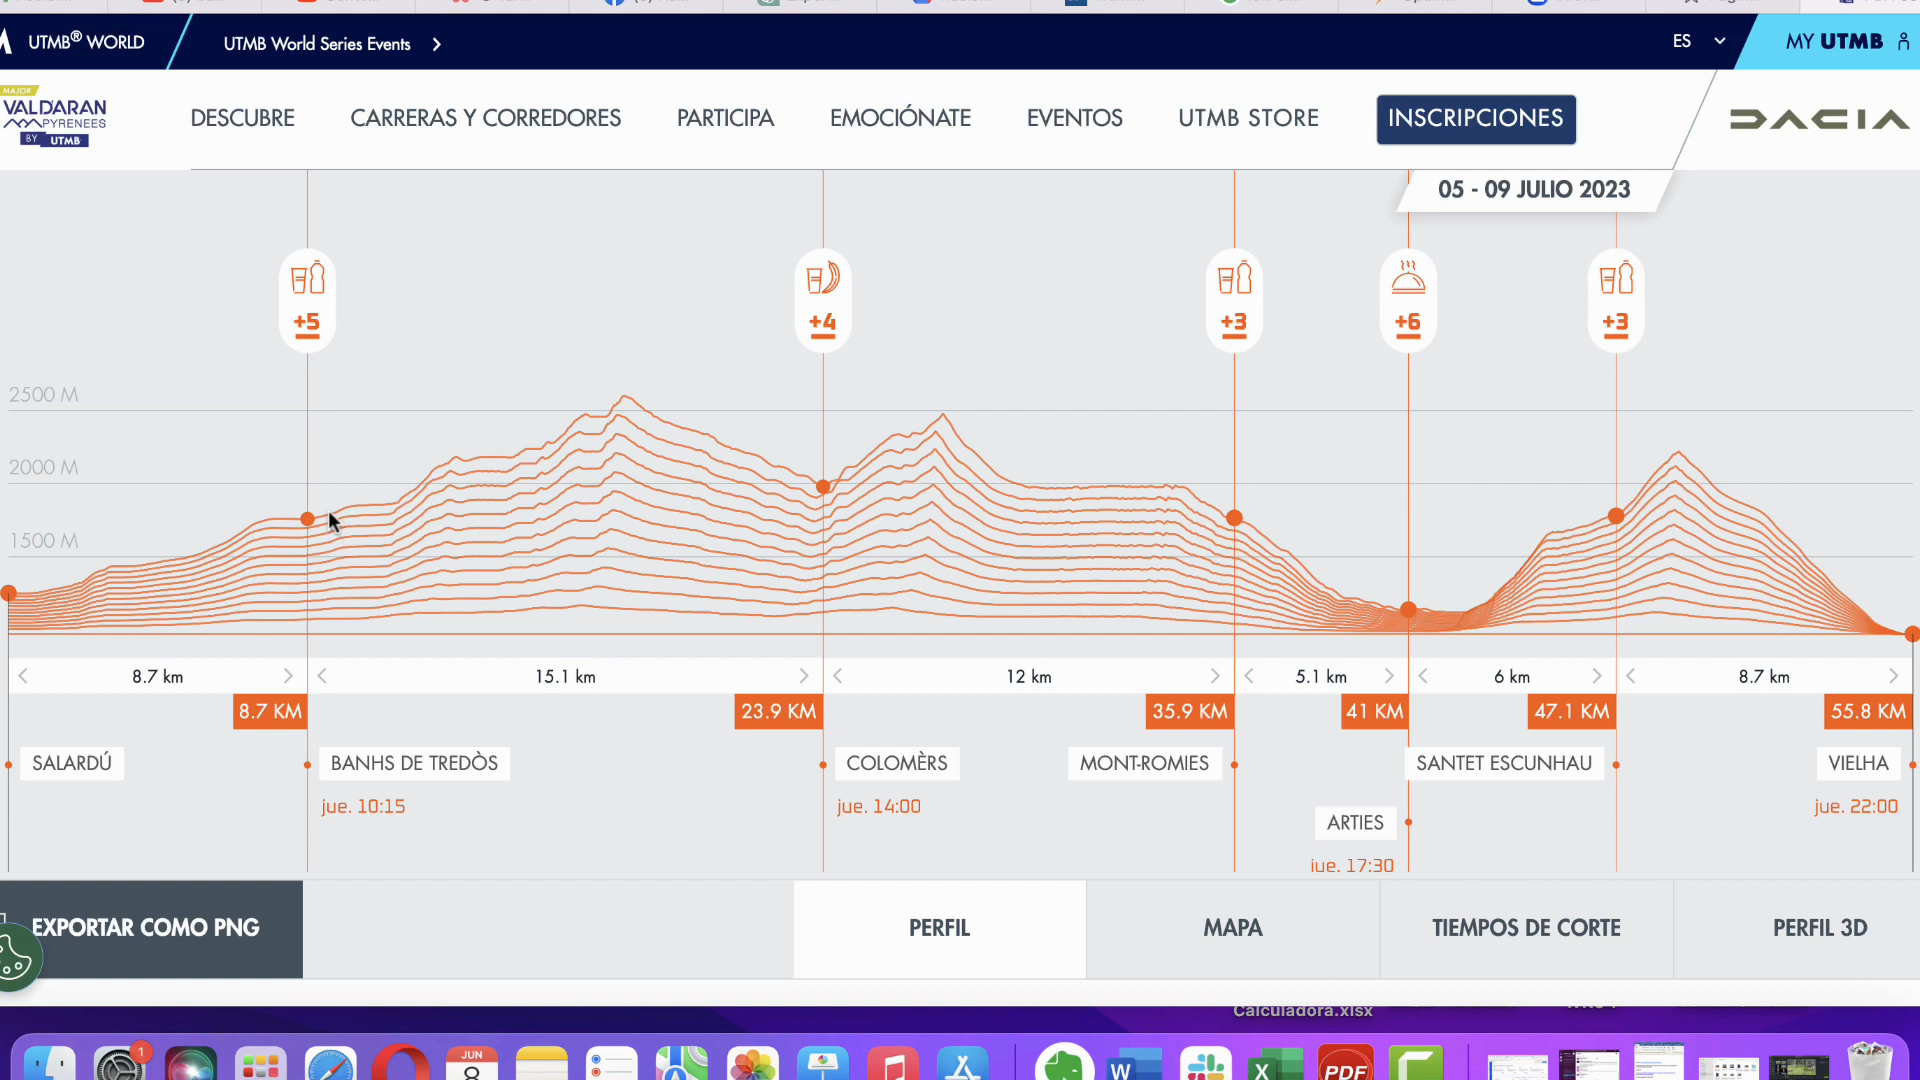 UTMB® WORLD
UTMB World Series Events
ES
MY UTMB
MAJOR
VALDARAN
PYRENEES
BY UTMB
DESCUBRE
CARRERAS Y CORREDORES
PARTICIPA
EMOCIÓNATE
EVENTOS
UTMB STORE
INSCRIPCIONES
DACIA
05 - 09 JULIO 2023
+5
+4
+3
+6
+3
2500 M
2000 M
1500 M
8.7 km
15.1 km
12 km
5.1 km
6 km
8.7 km
8.7 KM
23.9 KM
35.9 KM
41 KM
47.1 KM
55.8 KM
SALARDÚ
BANHS DE TREDÒS
COLOMÈRS
MONT-ROMIES
SANTET ESCUNHAU
VIELHA
jue. 10:15
jue. 14:00
jue. 22:00
ARTIES
jue. 17:30
EXPORTAR COMO PNG
PERFIL
MAPA
TIEMPOS DE CORTE
PERFIL 3D
Calculadora.xlsx
1
JUN
8
W
X
PDF